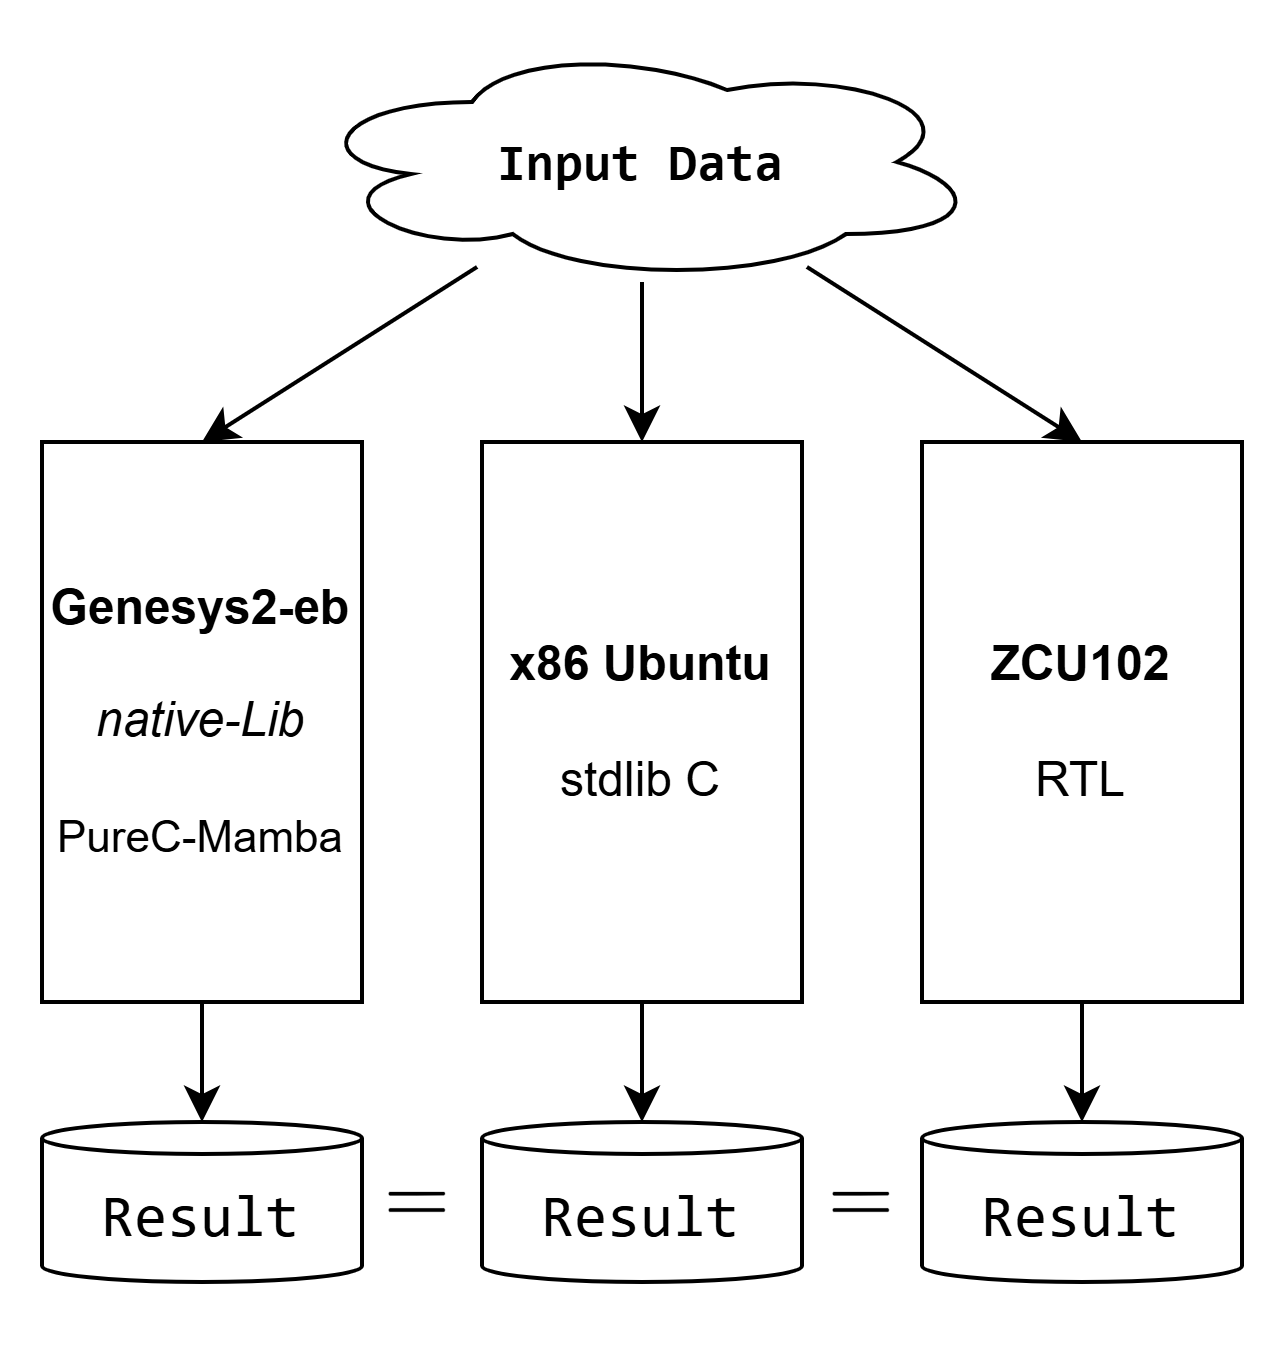 Input Data
Genesys2-eb
native-Lib
PureC-Mamba
x86 Ubuntu
stdlib C
ZCU102
RTL
Result = Result = Result